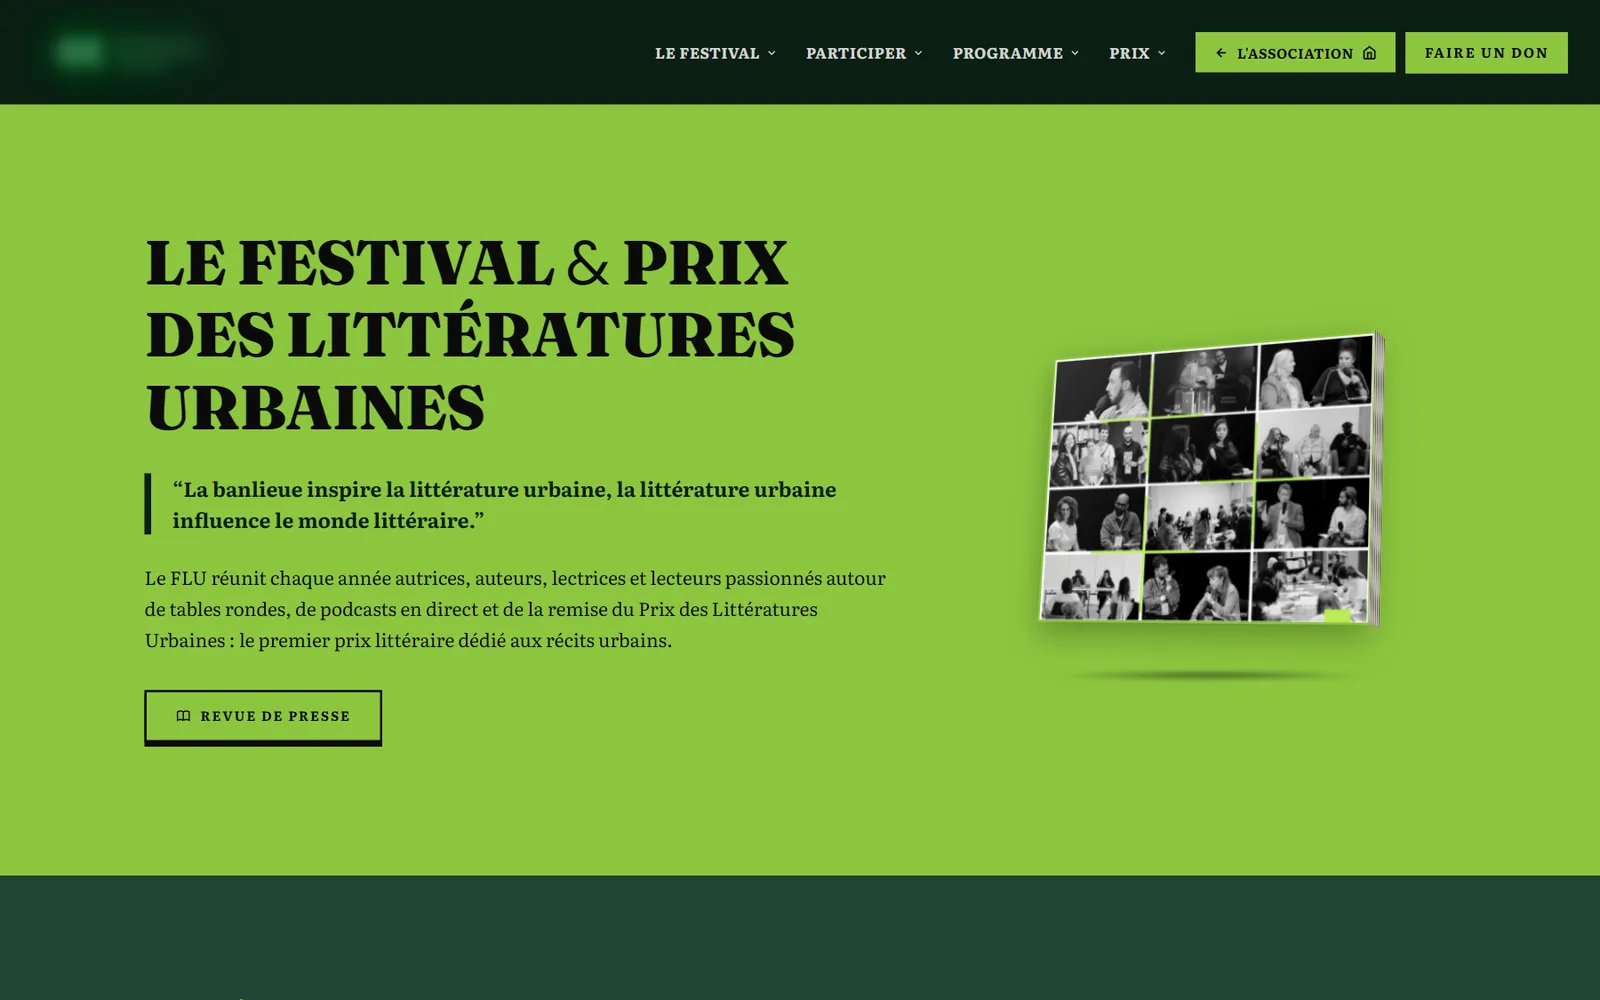 LE FESTIVAL
PARTICIPER
PROGRAMME
PRIX
L'ASSOCIATION
FAIRE UN DON
LE FESTIVAL & PRIX
DES LITTÉRATURES
URBAINES
“La banlieue inspire la littérature urbaine, la littérature urbaine
influence le monde littéraire.”
Le FLU réunit chaque année autrices, auteurs, lectrices et lecteurs passionnés autour
de tables rondes, de podcasts en direct et de la remise du Prix des Littératures
Urbaines : le premier prix littéraire dédié aux récits urbains.
REVUE DE PRESSE